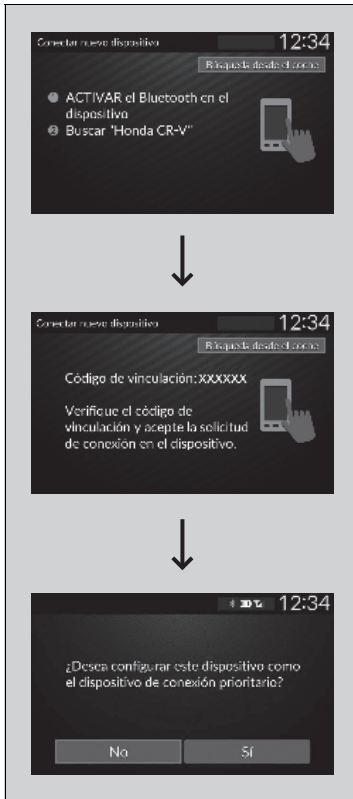 Conectar nuevo dispositivo 12:34
Búsqueda desde el coche
1 ACTIVAR el Bluetooth en el
dispositivo
2 Buscar "Honda CR-V"
Conectar nuevo dispositivo 12:34
Búsqueda desde el coche
Código de vinculación: XXXXXX
Verifique el código de
vinculación y acepte la solicitud
de conexión en el dispositivo.
12:34
¿Desea configurar este dispositivo como
el dispositivo de conexión prioritario?
No Sí